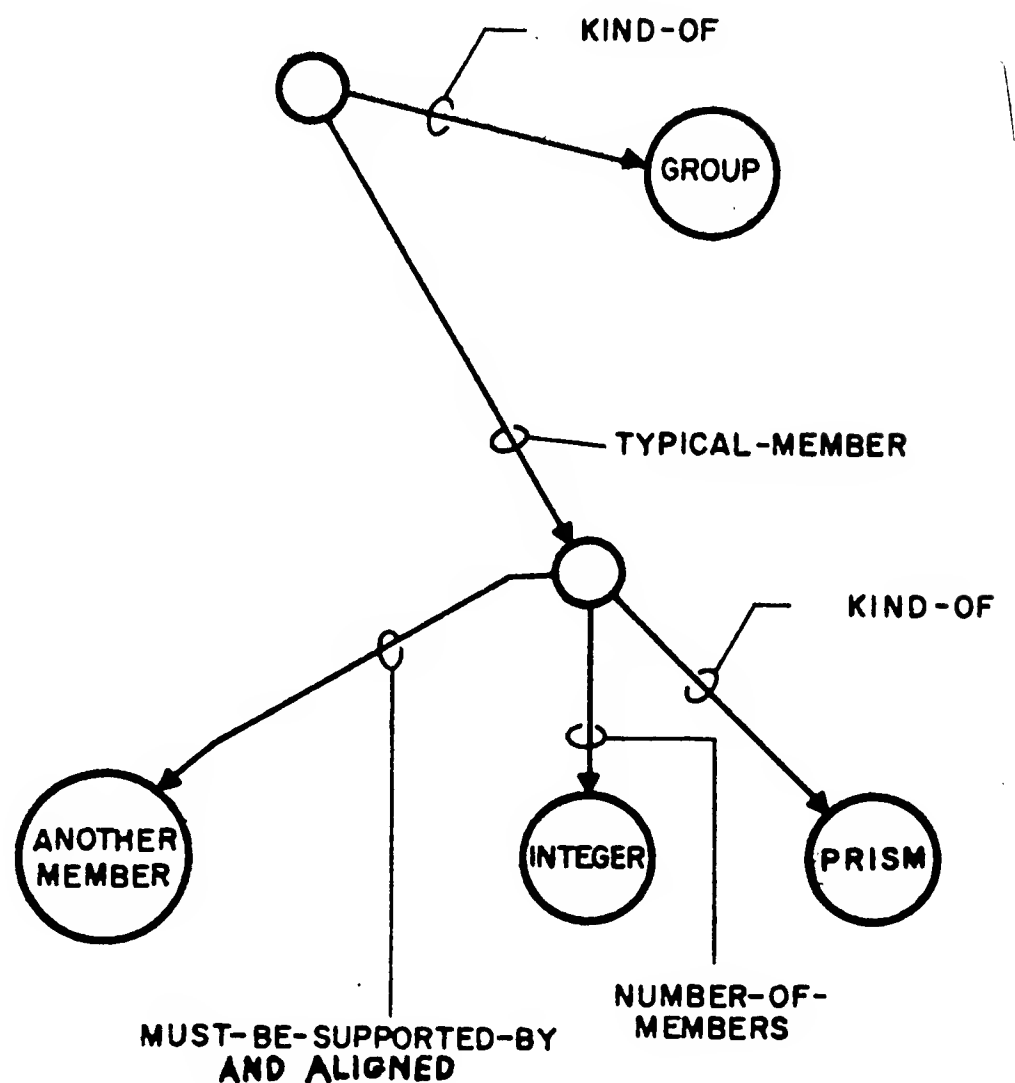 KIND-OF
GROUP
TYPICAL-MEMBER
KIND-OF
ANOTHER
MEMBER
INTEGER
PRISM
NUMBER-OF-
MEMBERS
MUST-BE-SUPPORTED-BY
AND ALIGNED